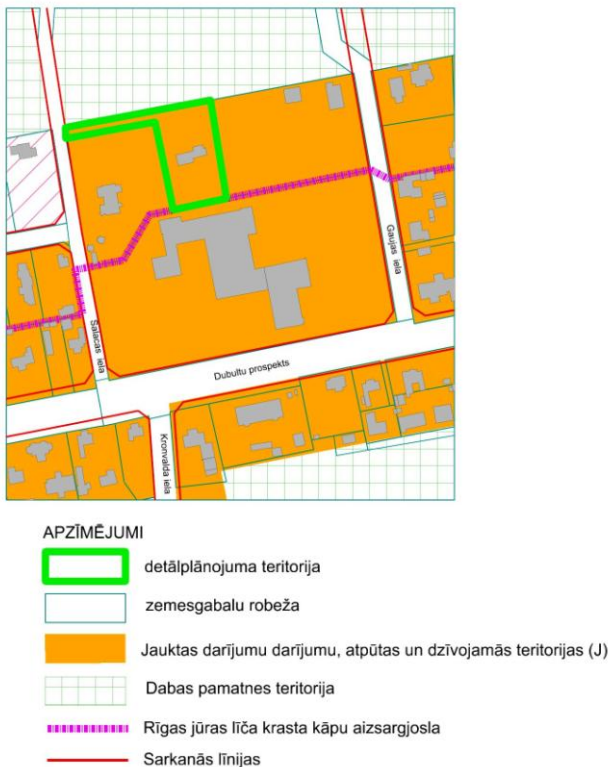 Gaujas iela
Salacas iela
Dubultu prospekts
Kronvalda iela
APZĪMĒJUMI
detālplānojuma teritorija
zemesgabalu robeža
Jauktas darījumu darījumu, atpūtas un dzīvojamās teritorijas (J)
Dabas pamatnes teritorija
Rīgas jūras līča krasta kāpu aizsargjosla
Sarkanās līnijas